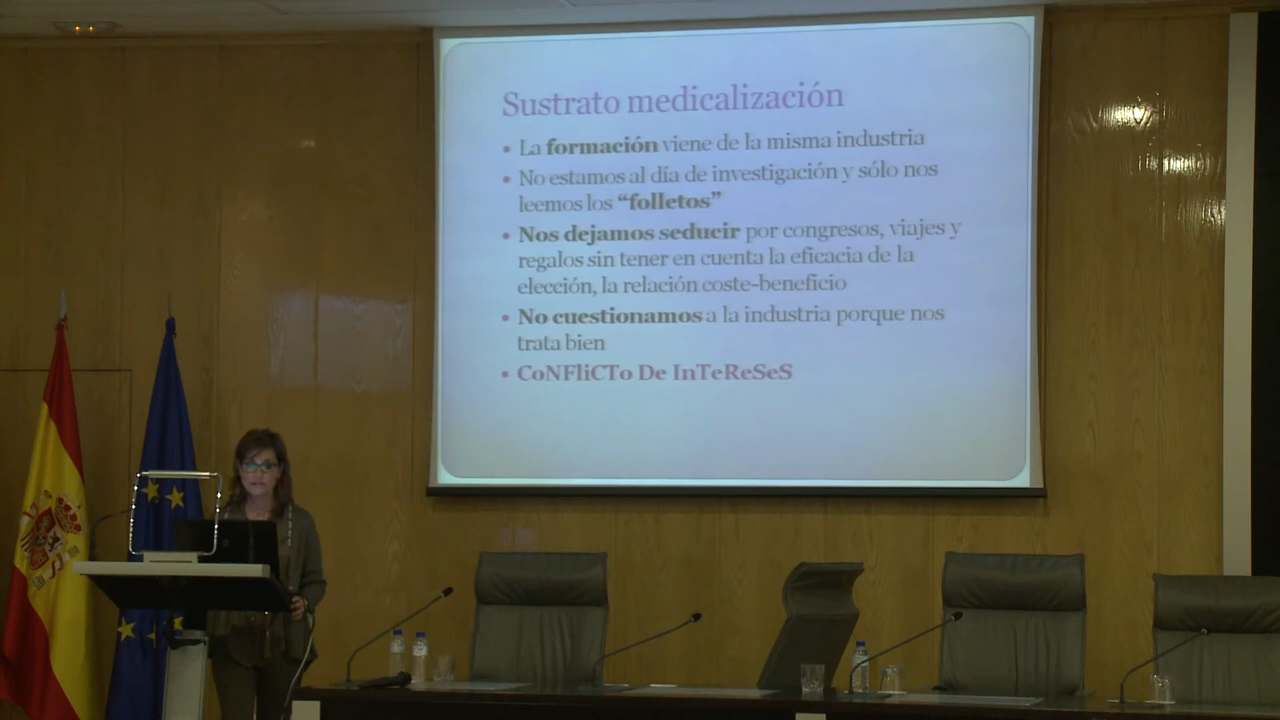 Sustrato medicalización
• La formación viene de la misma industria
• No estamos al día de investigación y sólo nos
leemos los “folletos”
• Nos dejamos seducir por congresos, viajes y
regalos sin tener en cuenta la eficacia de la
elección, la relación coste-beneficio
• No cuestionamos a la industria porque nos
trata bien
• CoNFliCTo De InTeReSeS